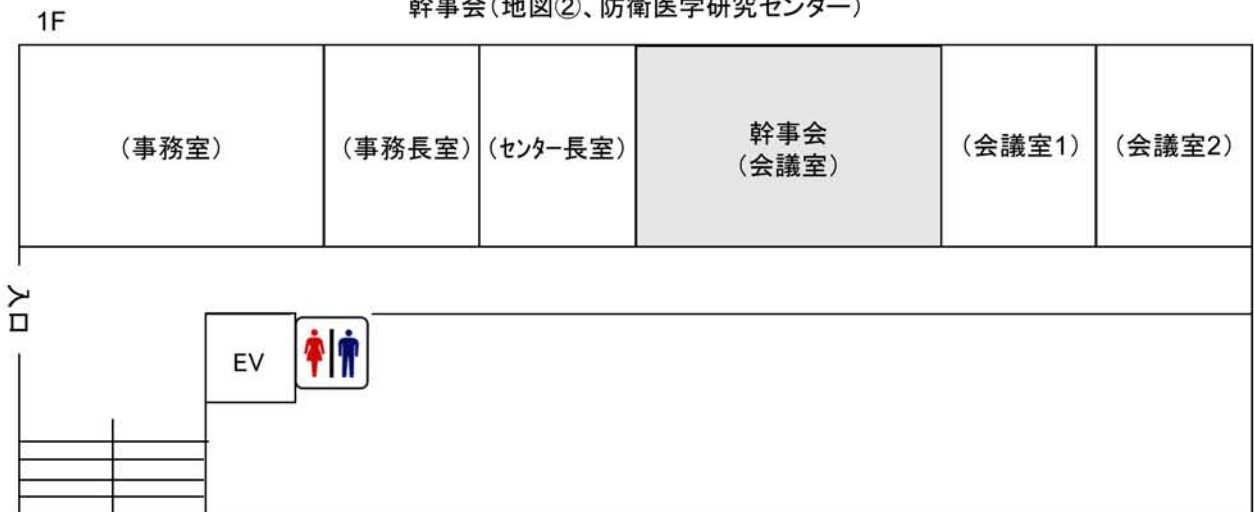 幹事会(地図②、防衛医学研究センター)
1F
(事務室)
(事務長室)
(センター長室)
幹事会
(会議室)
(会議室1)
(会議室2)
入口
EV